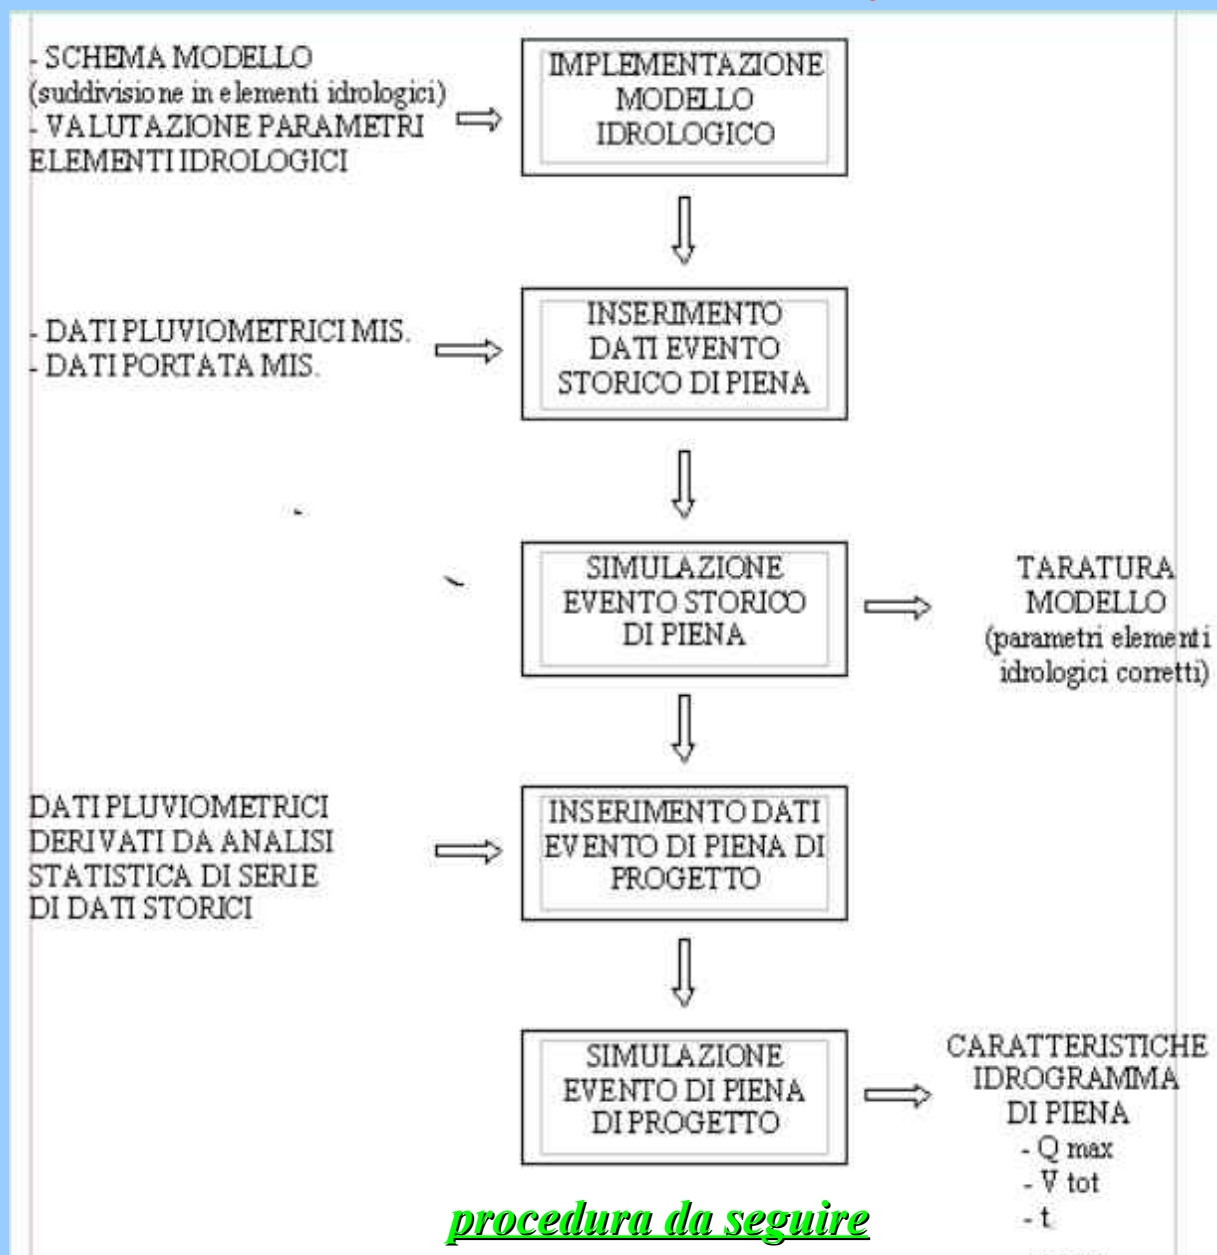 - SCHEMA MODELLO
(suddivisione in elementi idrologici)
- VALUTAZIONE PARAMETRI
ELEMENTI IDROLOGICI
IMPLEMENTAZIONE
MODELLO
IDROLOGICO
- DATI PLUVIOMETRICI MIS.
- DATI PORTATA MIS.
INSERIMENTO
DATI EVENTO
STORICO DI PIENA
SIMULAZIONE
EVENTO STORICO
DI PIENA
TARATURA
MODELLO
(parametri elementi
idrologici corretti)
DATI PLUVIOMETRICI
DERIVATI DA ANALISI
STATISTICA DI SERIE
DI DATI STORICI
INSERIMENTO DATI
EVENTO DI PIENA DI
PROGETTO
SIMULAZIONE
EVENTO DI PIENA
DI PROGETTO
CARATTERISTICHE
IDROGRAMMA
DI PIENA
- Q max
- V tot
- t
procedura da seguire